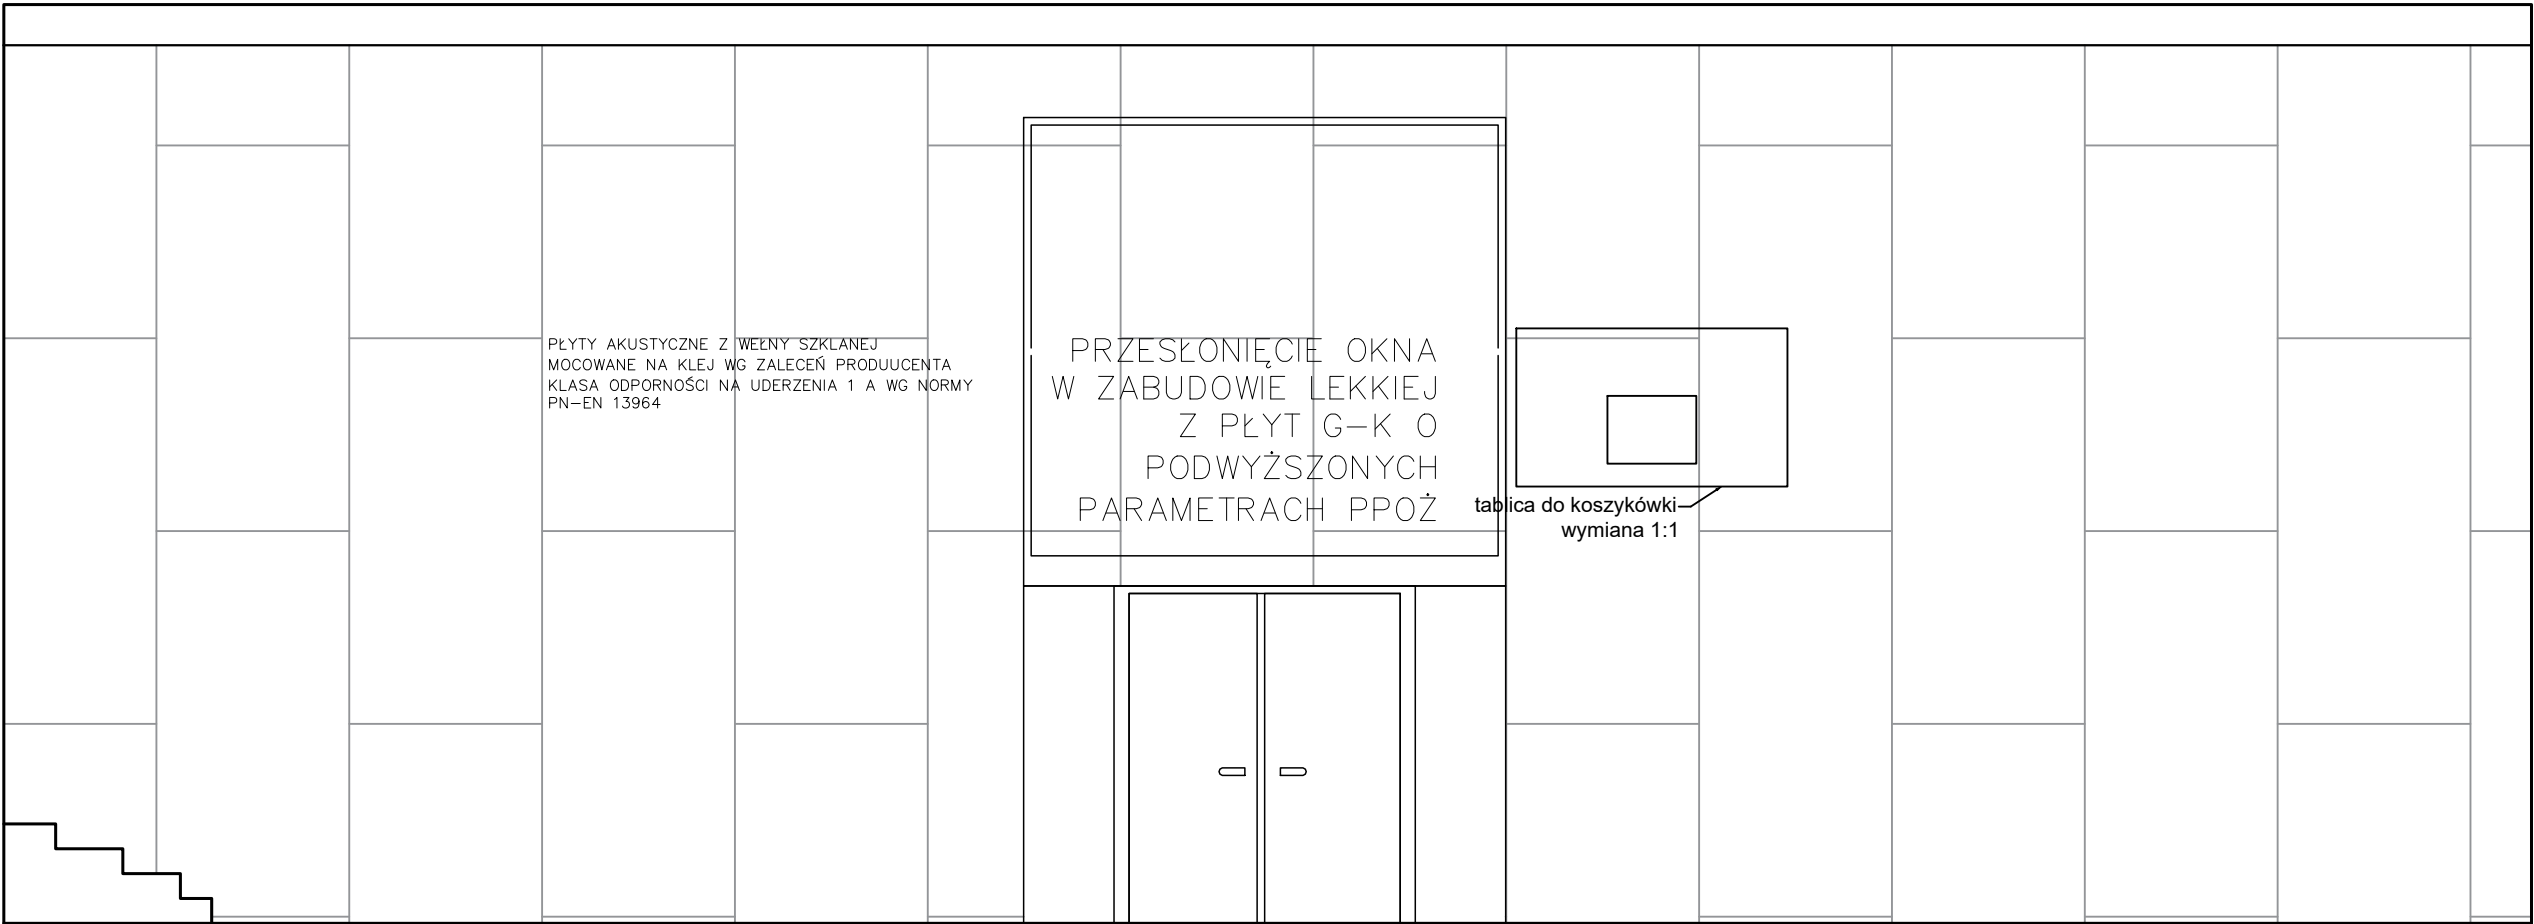 PŁYTY AKUSTYCZNE Z WEŁNY SZKLANEJ
MOCOWANE NA KLEJ WG ZALECEŃ PRODUUCENTA
KLASA ODPORNOŚCI NA UDERZENIA 1 A WG NORMY
PN-EN 13964
PRZESŁONIĘCIE OKNA
W ZABUDOWIE LEKKIEJ
Z PŁYT G-K O
PODWYŻSZONYCH
PARAMETRACH PPOŻ
tablica do koszykówki
wymiana 1:1